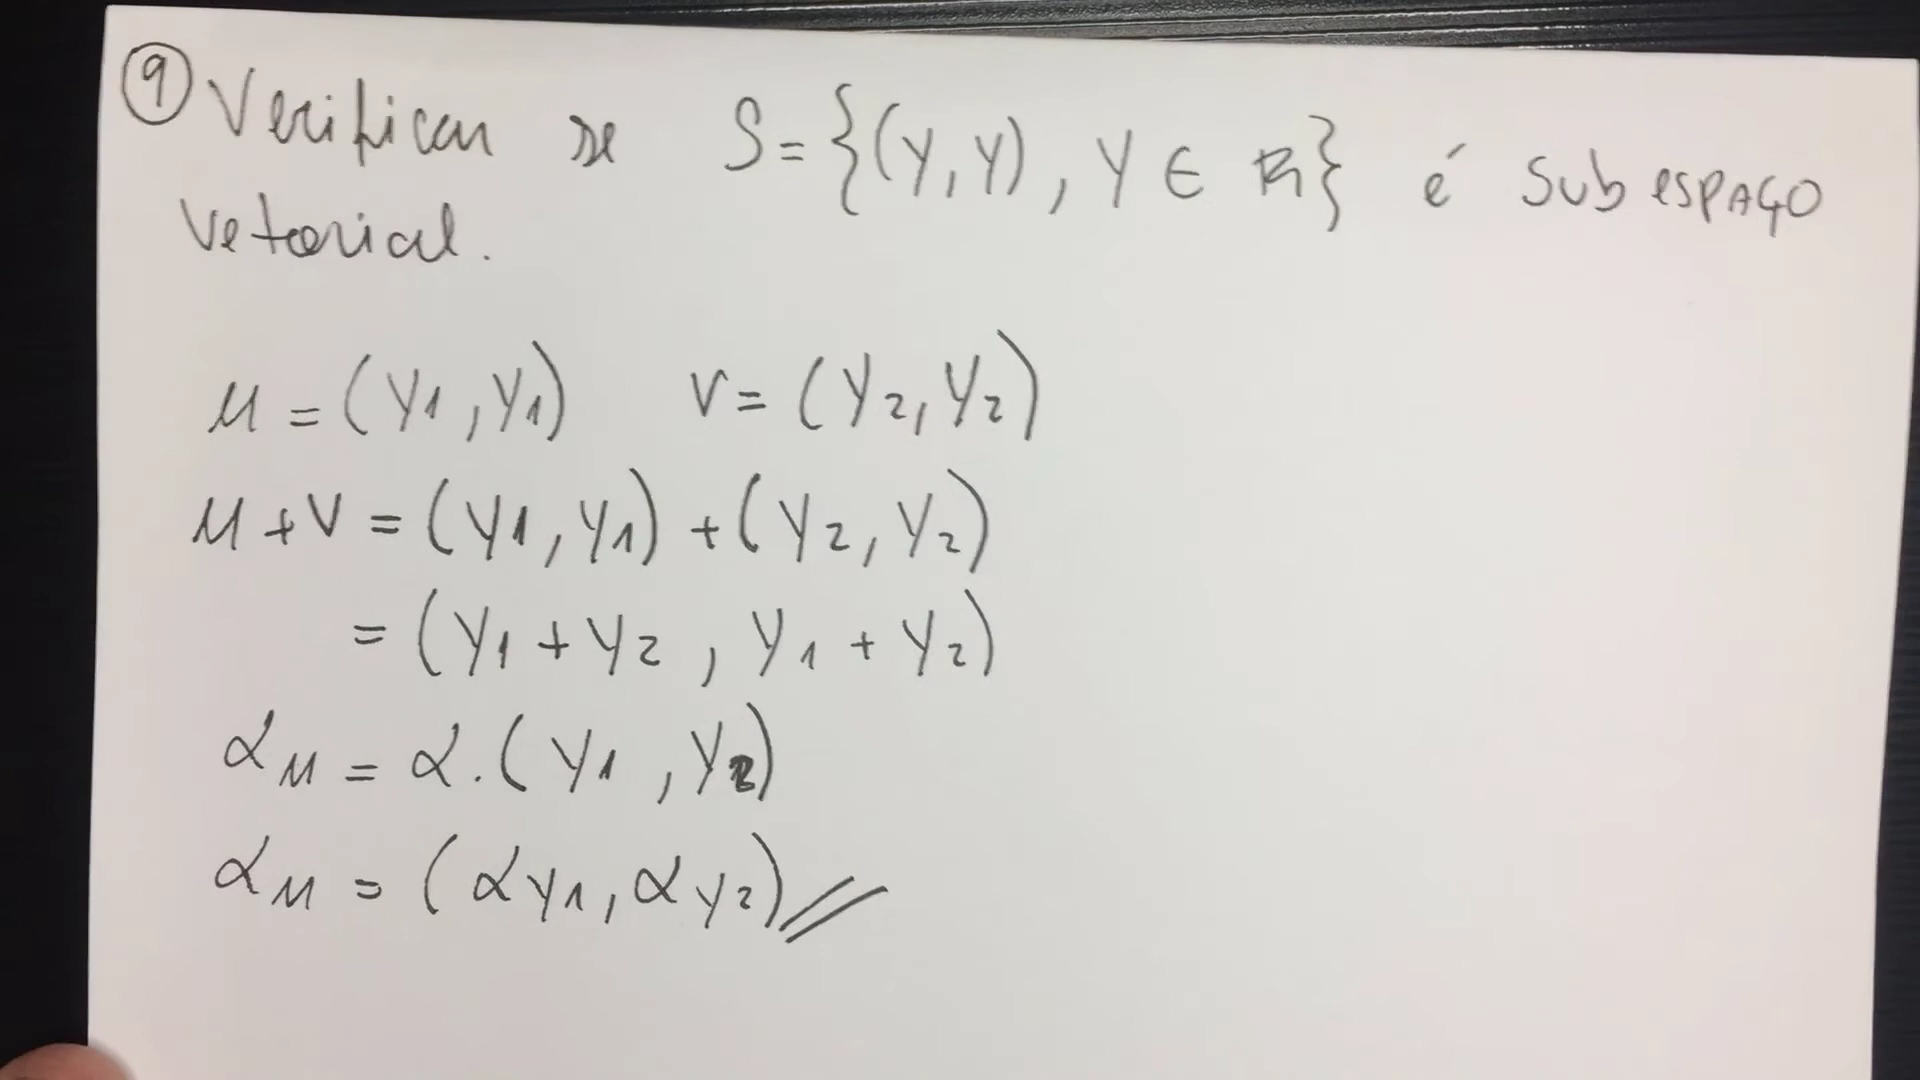 9 Verificar se S={(Y,Y), Y ∈ R} é subespaço
vetorial.
u = (Y1,Y1) V = (Y2,Y2)
u + V = (Y1,Y1) + (Y2,Y2)
= (Y1 + Y2 , Y1 + Y2)
αu = α.(Y1 ,Y2)
αu = (αY1, αY2)